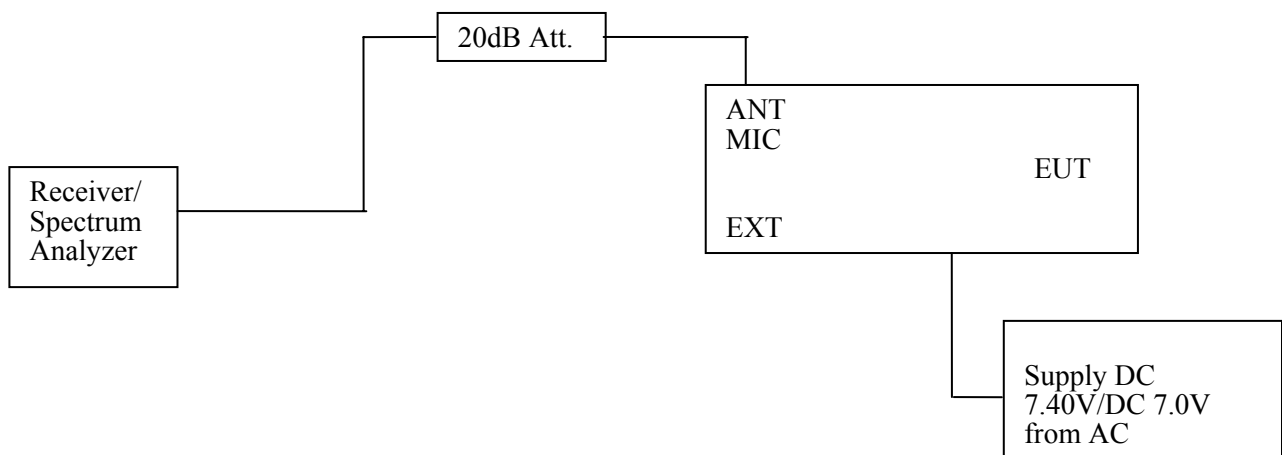 20dB Att.
ANT
MIC
EUT
EXT
Receiver/
Spectrum
Analyzer
Supply DC
7.40V/DC 7.0V
from AC